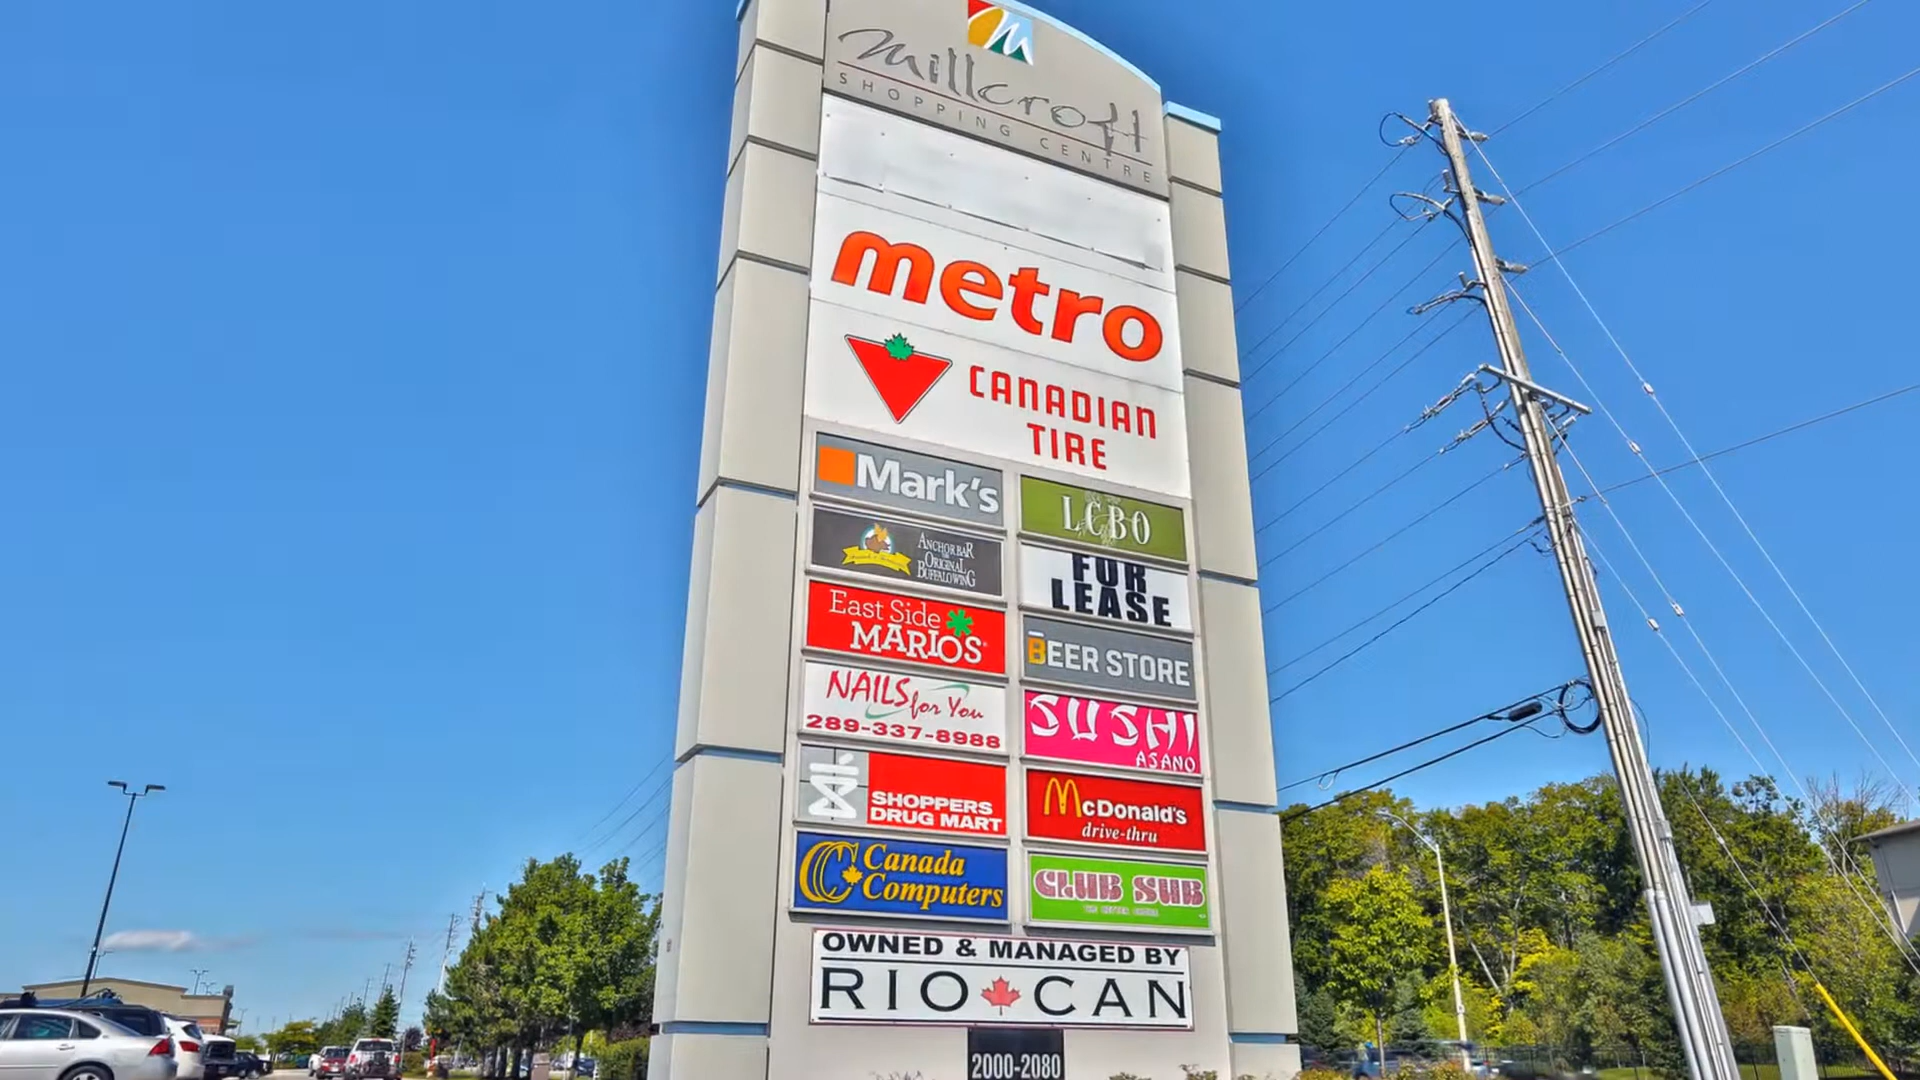 Millcroft
SHOPPING CENTRE
metro
CANADIAN
TIRE
Mark's
LCBO
ANCHOR BAR
ORIGINAL
BUFFALO WING
FOR
LEASE
East Side
MARIO'S
BEER STORE
NAILS for You
289-337-8988
SUSHI
ASANO
SHOPPERS
DRUG MART
McDonald's
drive-thru
Canada
Computers
CLUB SUB
OWNED & MANAGED BY
RIO CAN
2000-2080